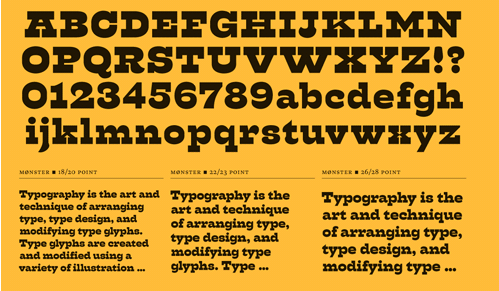 ABCDEFGHIJKLMN
OPQRSTUVWXYZ!?
0123456789abcdefgh
ijklmnopqrstuvwxyz
MØNSTER ■ 18/20 POINT
Typography is the art and
technique of arranging
type, type design, and
modifying type glyphs.
Type glyphs are created
and modified using a
variety of illustration ...
MØNSTER ■ 22/23 POINT
Typography is the
art and technique
of arranging type,
type design, and
modifying type
glyphs. Type ...
MØNSTER ■ 26/28 POINT
Typography is the
art and technique
of arranging type,
type design, and
modifying type ...